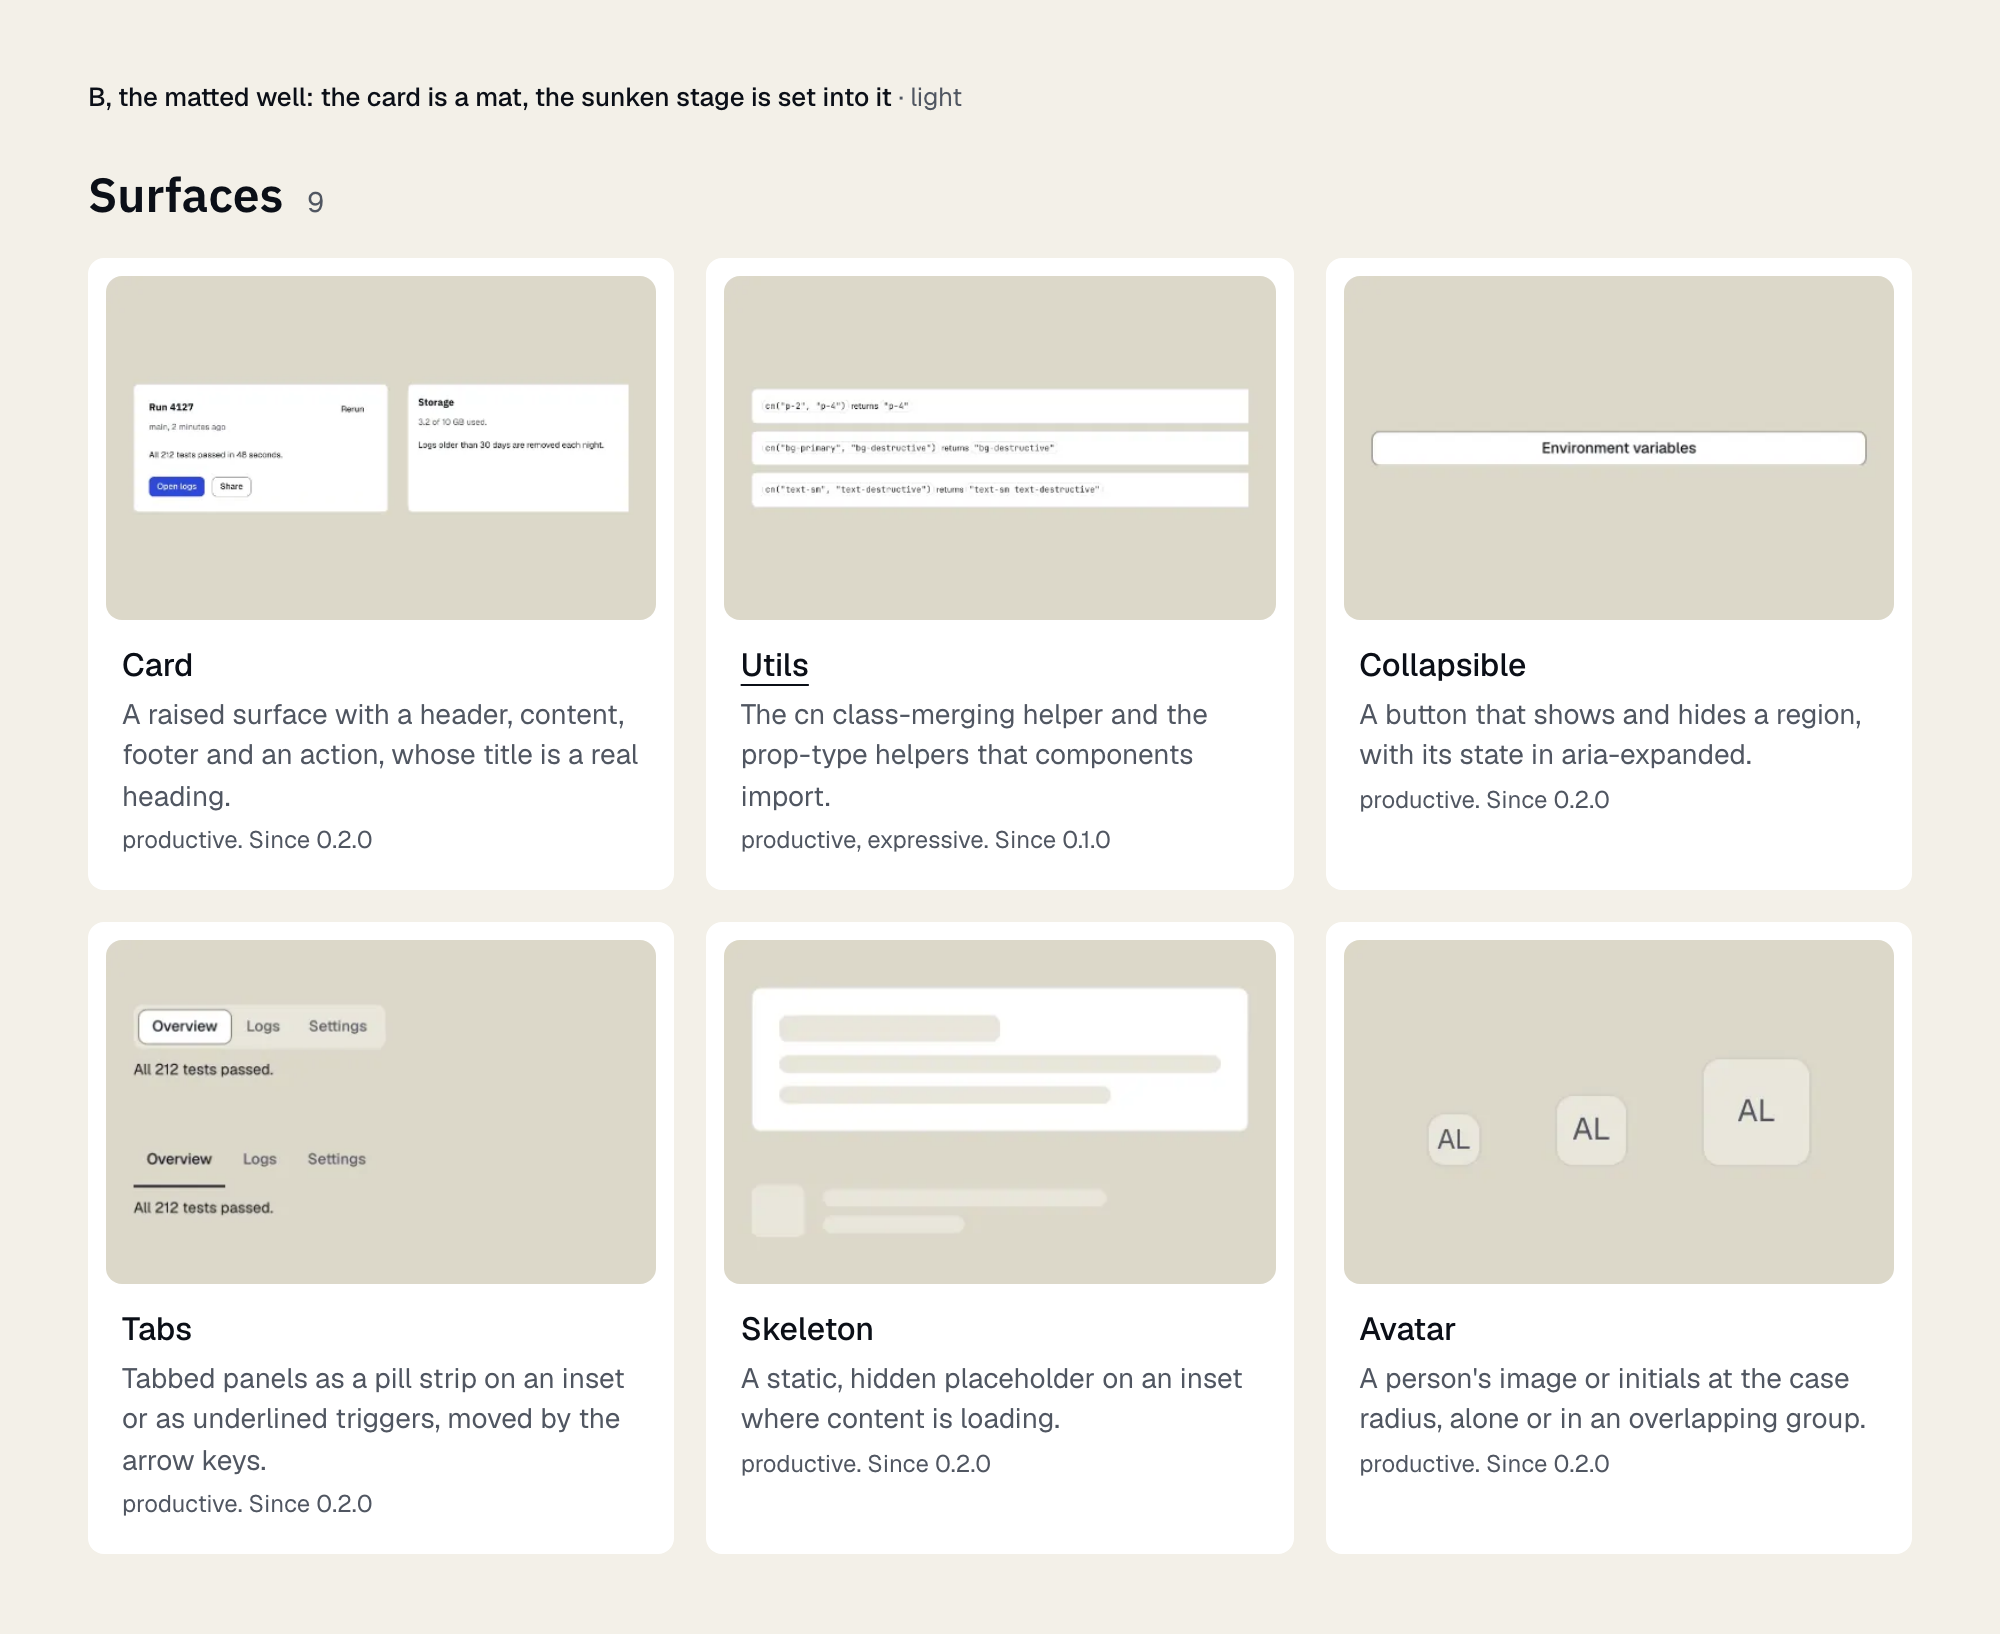 B, the matted well: the card is a mat, the sunken stage is set into it · light
Surfaces 9
Run 4127
Rerun
main, 2 minutes ago
All 212 tests passed in 48 seconds.
Open logs
Share
Storage
3.2 of 10 GB used.
Logs older than 30 days are removed each night.
Card
A raised surface with a header, content,
footer and an action, whose title is a real
heading.
productive. Since 0.2.0
cn("p-2", "p-4") returns "p-4"
cn("bg-primary", "bg-destructive") returns "bg-destructive"
cn("text-sm", "text-destructive") returns "text-sm text-destructive"
Utils
The cn class-merging helper and the
prop-type helpers that components
import.
productive, expressive. Since 0.1.0
Environment variables
Collapsible
A button that shows and hides a region,
with its state in aria-expanded.
productive. Since 0.2.0
Overview Logs Settings
All 212 tests passed.
Overview Logs Settings
All 212 tests passed.
Tabs
Tabbed panels as a pill strip on an inset
or as underlined triggers, moved by the
arrow keys.
productive. Since 0.2.0
Skeleton
A static, hidden placeholder on an inset
where content is loading.
productive. Since 0.2.0
AL
AL
AL
Avatar
A person's image or initials at the case
radius, alone or in an overlapping group.
productive. Since 0.2.0